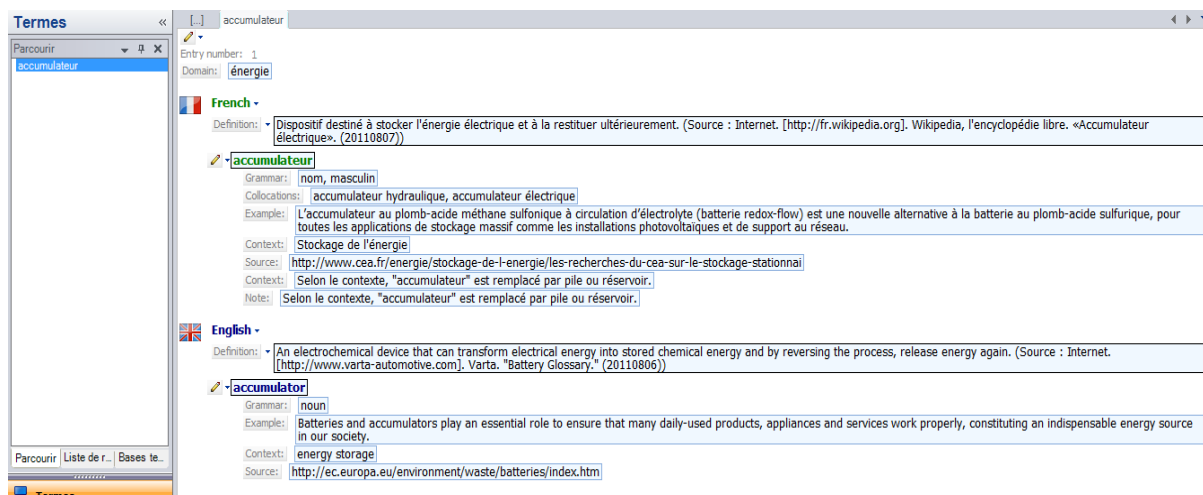 Termes «
[...] accumulateur
Parcourir
accumulateur
Entry number: 1
Domain: énergie
French
Definition: Dispositif destiné à stocker l'énergie électrique et à la restituer ultérieurement. (Source : Internet. [http://fr.wikipedia.org]. Wikipedia, l'encyclopédie libre. «Accumulateur
électrique». (20110807))
accumulateur
Grammar: nom, masculin
Collocations: accumulateur hydraulique, accumulateur électrique
Example: L'accumulateur au plomb-acide méthane sulfonique à circulation d'électrolyte (batterie redox-flow) est une nouvelle alternative à la batterie au plomb-acide sulfurique, pour
toutes les applications de stockage massif comme les installations photovoltaïques et de support au réseau.
Context: Stockage de l'énergie
Source: http://www.cea.fr/energie/stockage-de-l-energie/les-recherches-du-cea-sur-le-stockage-stationnai
Context: Selon le contexte, "accumulateur" est remplacé par pile ou réservoir.
Note: Selon le contexte, "accumulateur" est remplacé par pile ou réservoir.
English
Definition: An electrochemical device that can transform electrical energy into stored chemical energy and by reversing the process, release energy again. (Source : Internet.
[http://www.varta-automotive.com]. Varta. "Battery Glossary." (20110806))
accumulator
Grammar: noun
Example: Batteries and accumulators play an essential role to ensure that many daily-used products, appliances and services work properly, constituting an indispensable energy source
in our society.
Context: energy storage
Source: http://ec.europa.eu/environment/waste/batteries/index.htm
Parcourir Liste de r... Bases te...
Termes